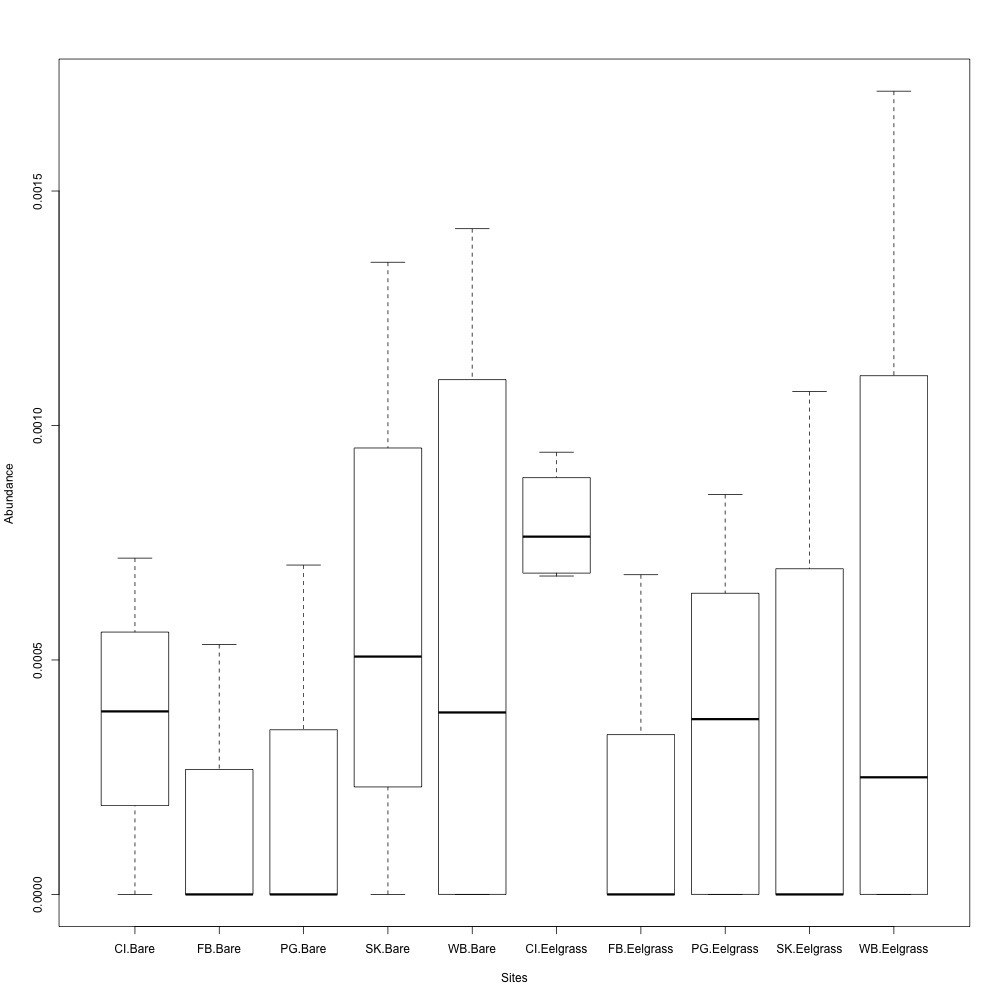 Abundance
0.0015
0.0010
0.0005
0.0000
CI.Bare FB.Bare PG.Bare SK.Bare WB.Bare CI.Eelgrass FB.Eelgrass PG.Eelgrass SK.Eelgrass WB.Eelgrass
Sites